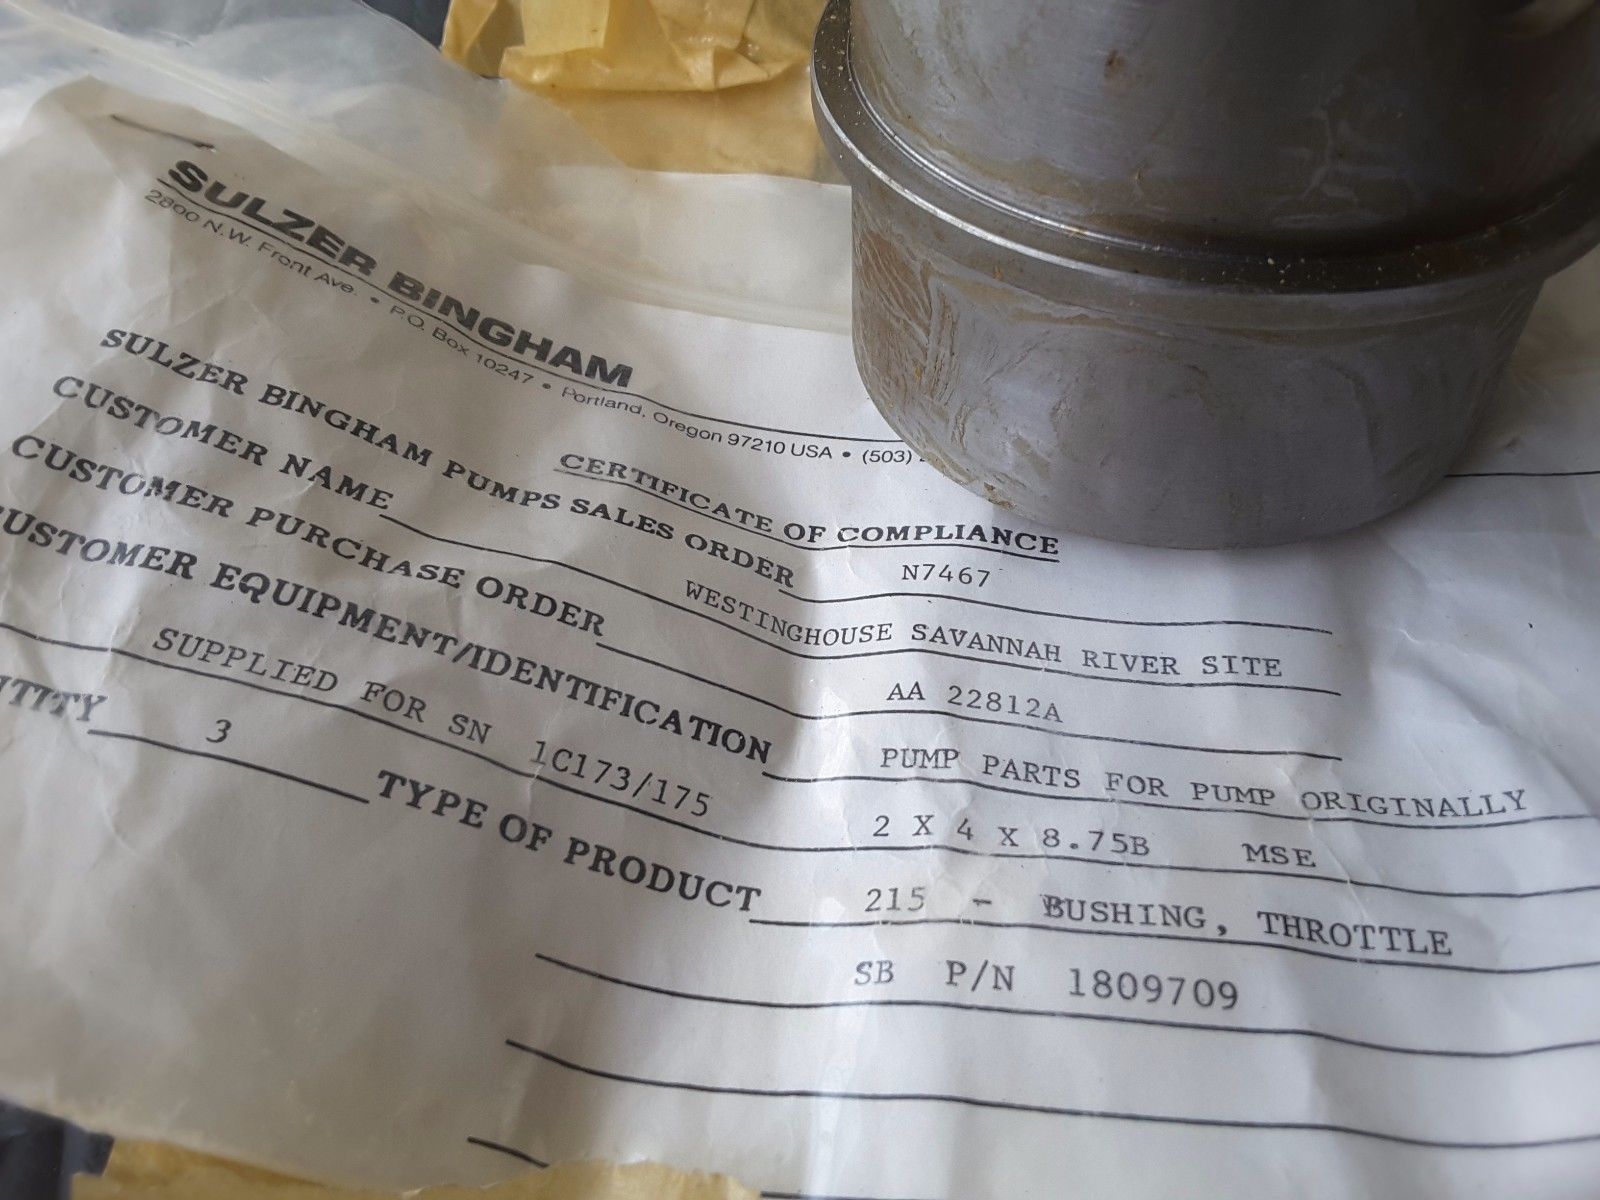 SULZER BINGHAM
2800 N.W. Front Ave. • P.O. Box 10247 • Portland, Oregon 97210 USA • (503)
CERTIFICATE OF COMPLIANCE
SULZER BINGHAM PUMPS SALES ORDER N7467
CUSTOMER NAME WESTINGHOUSE SAVANNAH RIVER SITE
CUSTOMER PURCHASE ORDER AA 22812A
CUSTOMER EQUIPMENT/IDENTIFICATION PUMP PARTS FOR PUMP ORIGINALLY
SUPPLIED FOR SN 1C173/175 2 X 4 X 8.75B MSE
NTITY 3 TYPE OF PRODUCT 215 - BUSHING, THROTTLE
SB P/N 1809709